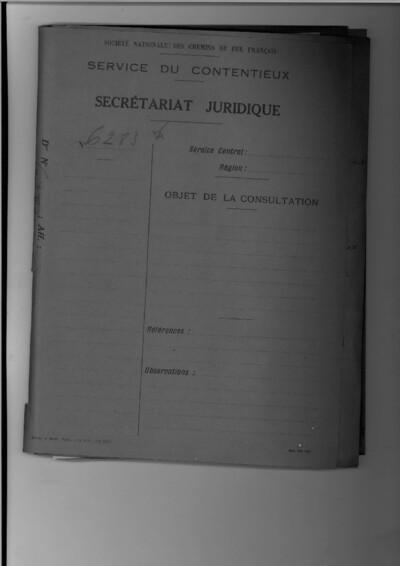 SOCIÉTÉ NATIONALE DES CHEMINS DE FER FRANÇAIS
SERVICE DU CONTENTIEUX
SECRÉTARIAT JURIDIQUE
6283
Service Central :
Région :
OBJET DE LA CONSULTATION
Références :
Observations :